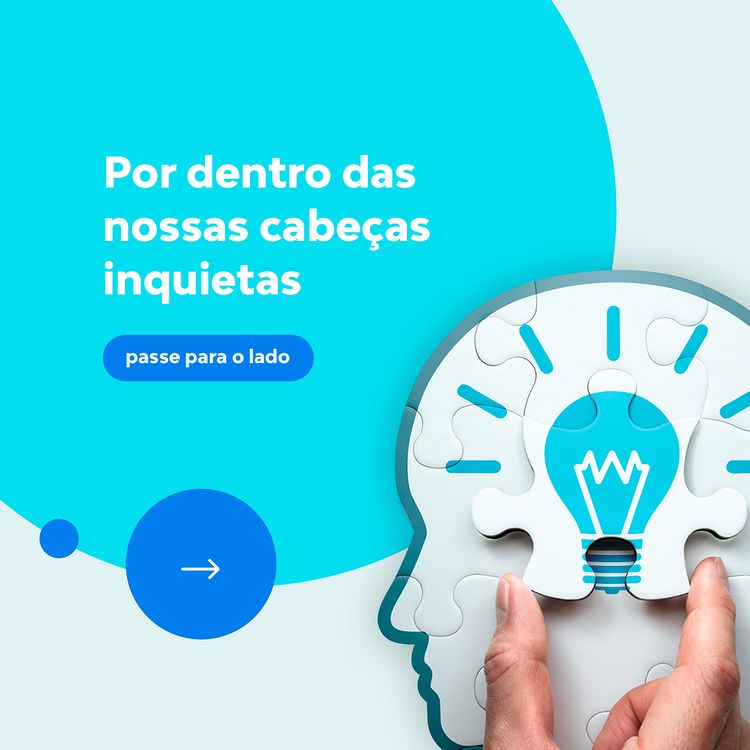 Por dentro das
nossas cabeças
inquietas
passe para o lado